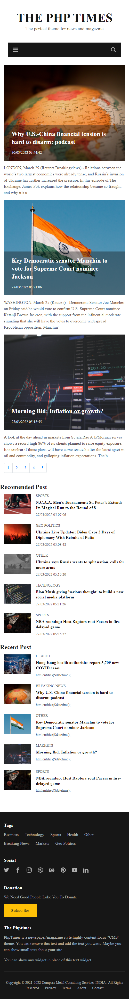 THE PHP TIMES
The perfect theme for news and magazine
CHINA
Why U.S.-China financial tension is
hard to disarm: podcast
30/03/2022 03:44:42
LONDON, March 29 (Reuters Breakingviews) - Relations between the
world's two largest economies were already tense, and Russia's invasion
of Ukraine has further increased the pressure. In this episode of The
Exchange, James Fok explains how the relationship became so fraught,
and why it's u
Key Democratic senator Manchin to
vote for Supreme Court nominee
Jackson
27/03/2022 05:21:06
WASHINGTON, March 25 (Reuters) - Democratic Senator Joe Manchin
on Friday said he would vote to confirm U.S. Supreme Court nominee
Ketanji Brown Jackson, with the support from the influential moderate
signaling that she will have the votes to overcome widespread
Republican opposition. Manchin'
Bitcoin / U.S. Dollar
9203.20
SELL
Morning Bid: Inflation or growth?
27/03/2022 05:18:55
A look at the day ahead in markets from Sujata Rao A JPMorgan survey
shows a record high 86% of its clients planned to raise equity exposure.
It is unclear if those plans will have come unstuck after the latest spurt in
oil and commodity, and galloping inflation expectations. The b
1 2 3 4 5
Recomended Post
SPORTS
N.C.A.A. Men's Tournament: St. Peter's Extends
Its Magical Run to the Round of 8
27/03/2022 05:07:06
GEO POLITICS
Ukraine Live Updates: Biden Caps 3 Days of
Diplomacy With Rebuke of Putin
27/03/2022 05:08:48
OTHER
Ukraine says Russia wants to split nation, calls for
more arms
27/03/2022 05:10:20
TECHNOLOGY
Elon Musk giving 'serious thought' to build a new
social media platform
27/03/2022 05:11:26
SPORTS
NBA roundup: Host Raptors rout Pacers in fire-
delayed game
27/03/2022 05:16:32
Recent Post
HEALTH
Hong Kong health authorities report 3,709 new
COVID cases
htmlentities($datetime);
BREAKING NEWS
Why U.S.-China financial tension is hard to
disarm: podcast
htmlentities($datetime);
OTHER
Key Democratic senator Manchin to vote for
Supreme Court nominee Jackson
htmlentities($datetime);
MARKETS
Morning Bid: Inflation or growth?
htmlentities($datetime);
SPORTS
NBA roundup: Host Raptors rout Pacers in fire-
delayed game
htmlentities($datetime);
Tags
Business Technology Sports Health Other
Breaking News Markets Geo Politics
Social
Donation
We Need Good People Loke You To Donate
Subscribe
The Phptimes
PhpTimes is a newspaper/magazine style highly content focus "CMS"
theme. You can remove this text and add the text you want. Maybe you
can show small text about your site.
You can show any widget in place of this text widget.
Copyright © 2021-2022 Compass Metal Consulting Services-INDIA , All Rights
Reserved Privacy Terms About Contact